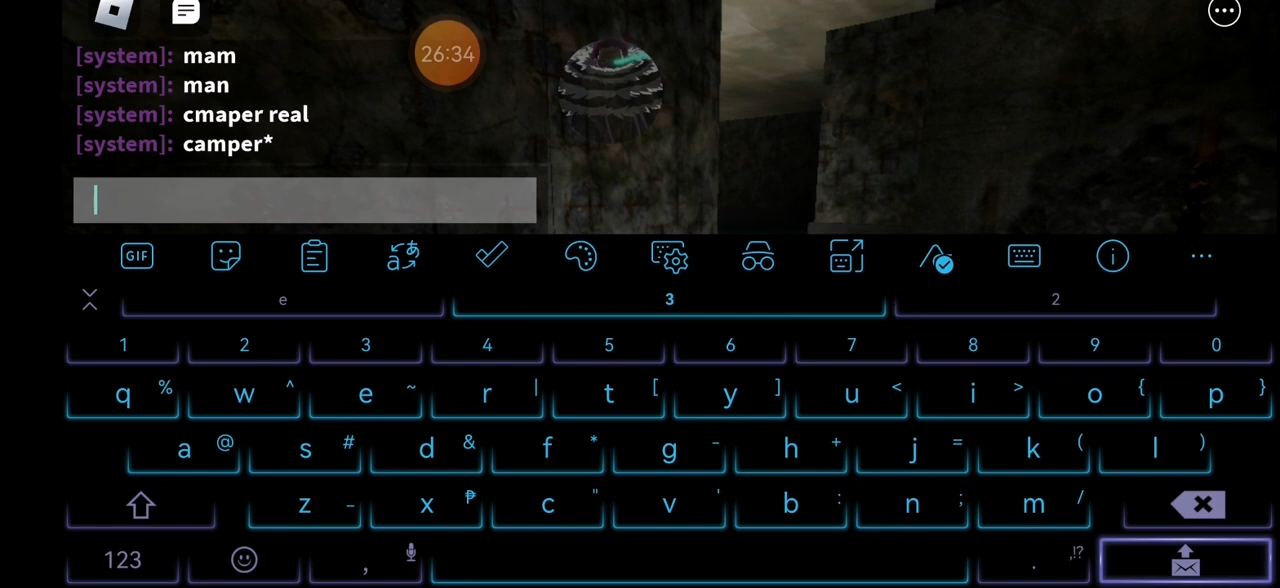 [system]: mam
26:34
[system]: man
[system]: cmaper real
[system]: camper*
GIF
e 3 2
1 2 3 4 5 6 7 8 9 0
q % w ^ e ~ r | t [ y ] u < i > o { p }
a @ s # d & f * g - h + j = k ( l )
z _ x ₱ c " v ' b : n ; m /
123 , . ,!?